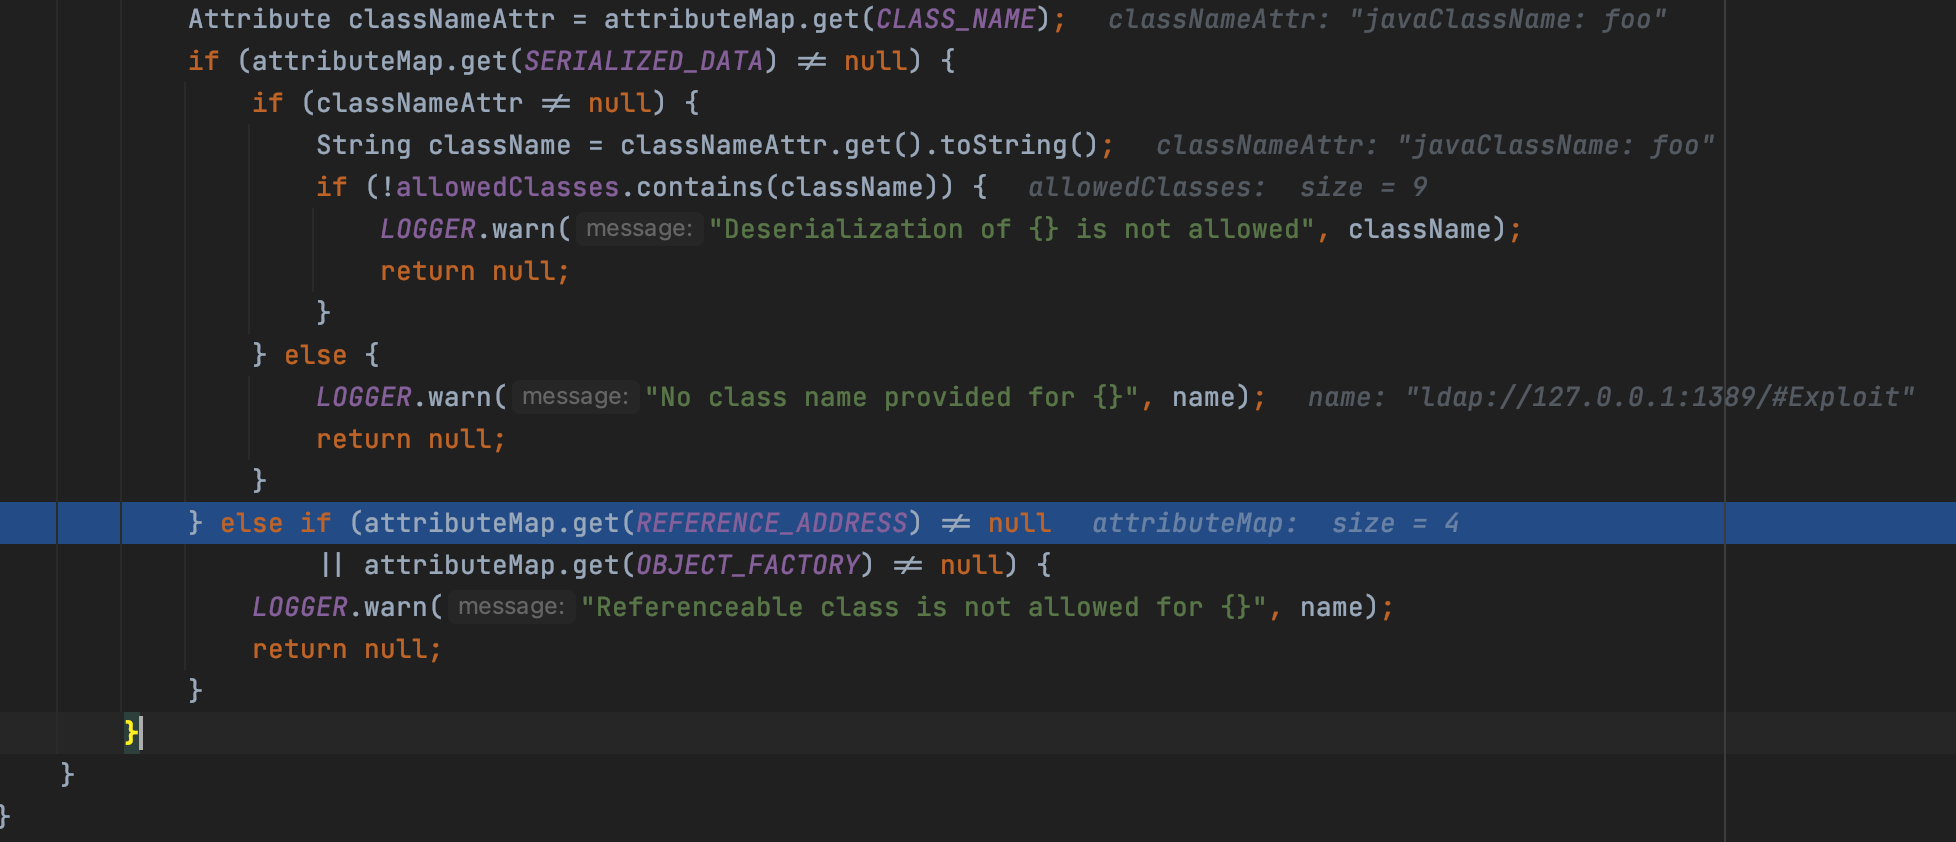 Attribute classNameAttr = attributeMap.get(CLASS_NAME); classNameAttr: "javaClassName: foo"
if (attributeMap.get(SERIALIZED_DATA) ≠ null) {
if (classNameAttr ≠ null) {
String className = classNameAttr.get().toString(); classNameAttr: "javaClassName: foo"
if (!allowedClasses.contains(className)) { allowedClasses: size = 9
LOGGER.warn( message: "Deserialization of {} is not allowed", className);
return null;
}
} else {
LOGGER.warn( message: "No class name provided for {}", name); name: "ldap://127.0.0.1:1389/#Exploit"
return null;
}
} else if (attributeMap.get(REFERENCE_ADDRESS) ≠ null attributeMap: size = 4
|| attributeMap.get(OBJECT_FACTORY) ≠ null) {
LOGGER.warn( message: "Referenceable class is not allowed for {}", name);
return null;
}
}
}
}